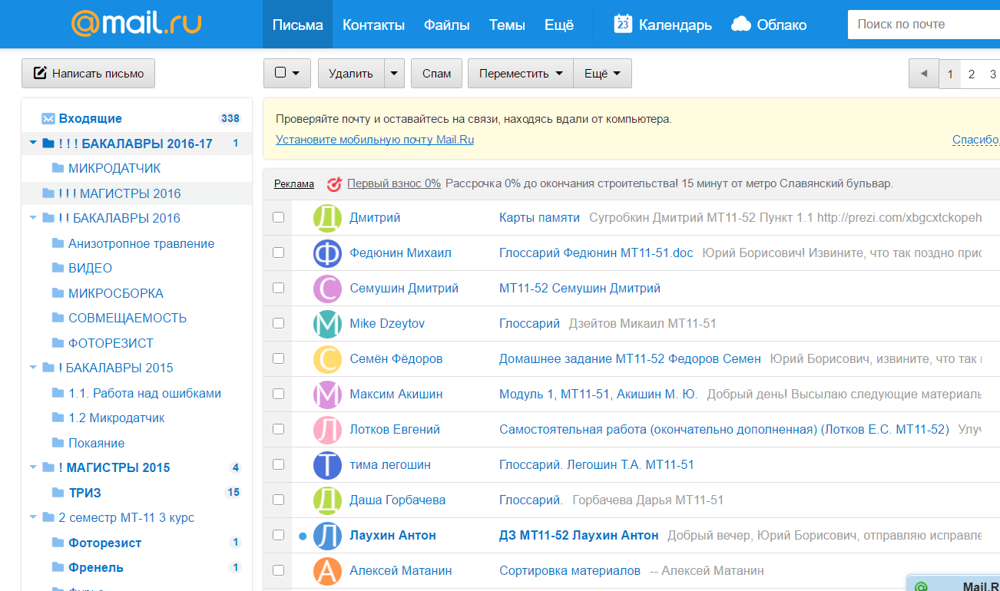 @mail.ru Письма Контакты Файлы Темы Ещё 23 Календарь Облако Поиск по почте
Написать письмо Удалить Спам Переместить Ещё 1 2 3
Входящие 338
! ! ! БАКАЛАВРЫ 2016-17 1
МИКРОДАТЧИК
! ! ! МАГИСТРЫ 2016
! ! БАКАЛАВРЫ 2016
Анизотропное травление
ВИДЕО
МИКРОСБОРКА
СОВМЕЩАЕМОСТЬ
ФОТОРЕЗИСТ
! БАКАЛАВРЫ 2015
1.1. Работа над ошибками
1.2 Микродатчик
Покаяние
! МАГИСТРЫ 2015 4
ТРИЗ 15
2 семестр МТ-11 3 курс
Фоторезист 1
Френель 1
Проверяйте почту и оставайтесь на связи, находясь вдали от компьютера.
Установите мобильную почту Mail.Ru Спасибо,
Реклама Первый взнос 0% Рассрочка 0% до окончания строительства! 15 минут от метро Славянский бульвар.
Д Дмитрий Карты памяти Сугробкин Дмитрий МТ11-52 Пункт 1.1 http://prezi.com/xbgcxtckopeh
Ф Федюнин Михаил Глоссарий Федюнин МТ11-51.doc Юрий Борисович! Извините, что так поздно прис
С Семушин Дмитрий МТ11-52 Семушин Дмитрий
M Mike Dzeytov Глоссарий Дзейтов Микаил МТ11-51
С Семён Фёдоров Домашнее задание МТ11-52 Федоров Семен Юрий Борисович, извините, что так
М Максим Акишин Модуль 1, МТ11-51, Акишин М. Ю. Добрый день! Высылаю следующие материаль
Л Лотков Евгений Самостоятельная работа (окончательно дополненная) (Лотков Е.С. МТ11-52) Улуч
Т тима легошин Глоссарий. Легошин Т.А. МТ11-51
Д Даша Горбачева Глоссарий. Горбачева Дарья МТ11-51
Л Лаухин Антон ДЗ МТ11-52 Лаухин Антон Добрый вечер, Юрий Борисович, отправляю исправле
А Алексей Матанин Сортировка материалов -- Алексей Матанин
@ Mail.R